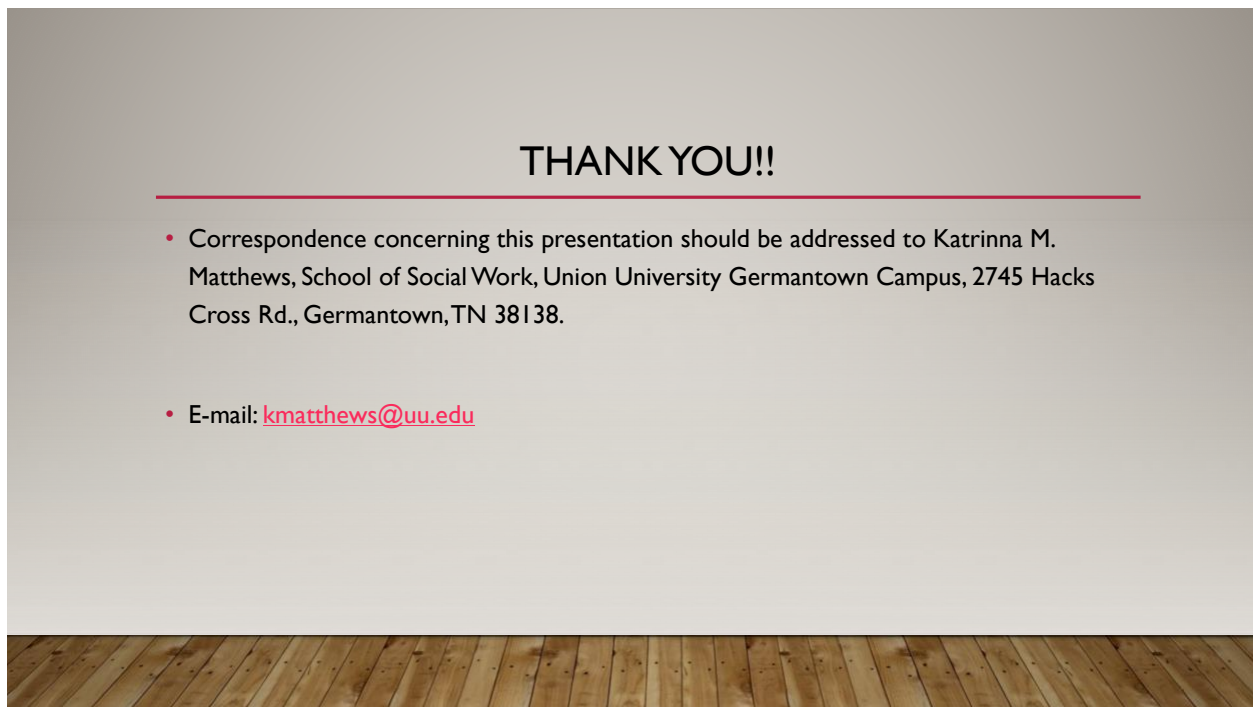 THANK YOU!!
• Correspondence concerning this presentation should be addressed to Katrinna M.
Matthews, School of Social Work, Union University Germantown Campus, 2745 Hacks
Cross Rd., Germantown, TN 38138.
• E-mail: kmatthews@uu.edu